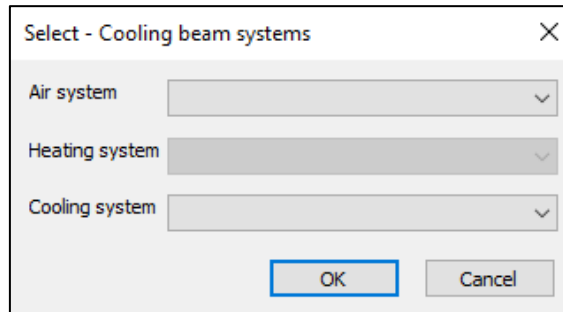 Select - Cooling beam systems
Air system
Heating system
Cooling system
OK Cancel